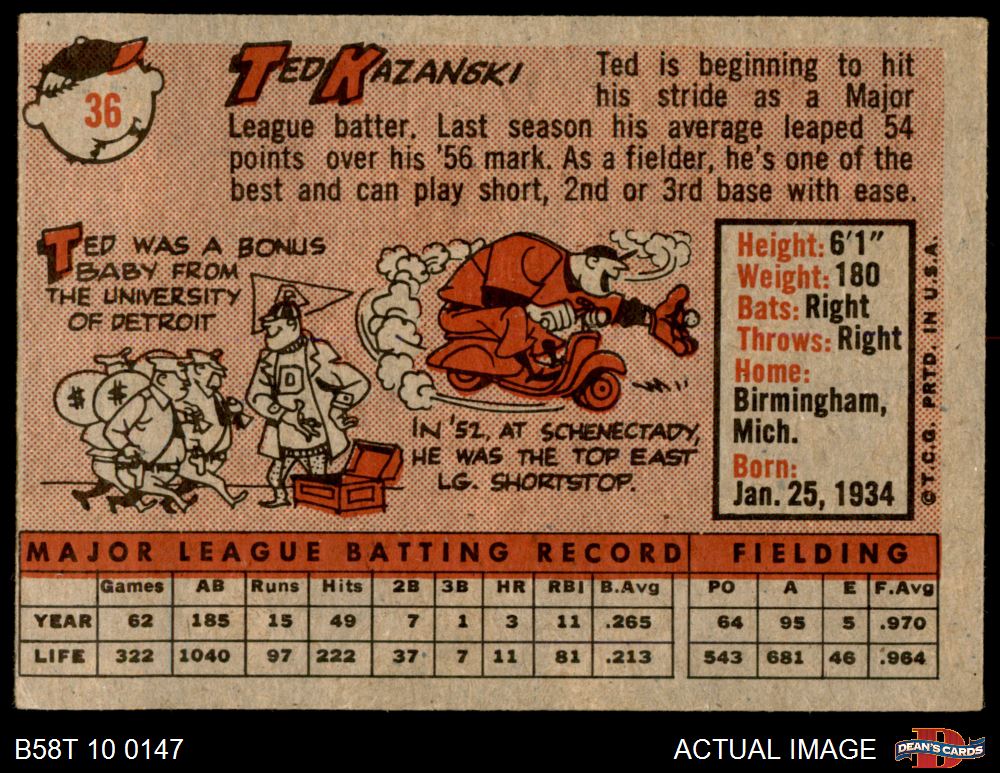 36
TED KAZANSKI
Ted is beginning to hit
his stride as a Major
League batter. Last season his average leaped 54
points over his '56 mark. As a fielder, he's one of the
best and can play short, 2nd or 3rd base with ease.
TED WAS A BONUS
BABY FROM
THE UNIVERSITY
OF DETROIT
$ $
D
IN '52, AT SCHENECTADY,
HE WAS THE TOP EAST
LG. SHORTSTOP.
Height: 6'1"
Weight: 180
Bats: Right
Throws: Right
Home:
Birmingham,
Mich.
Born:
Jan. 25, 1934
© T.C.G. PRTD. IN U.S.A.
MAJOR LEAGUE BATTING RECORD FIELDING
Games AB Runs Hits 2B 3B HR RBI B.Avg PO A E F.Avg
YEAR 62 185 15 49 7 1 3 11 .265 64 95 5 .970
LIFE 322 1040 97 222 37 7 11 81 .213 543 681 46 .964
B58T 10 0147
ACTUAL IMAGE
D
DEAN'S CARDS